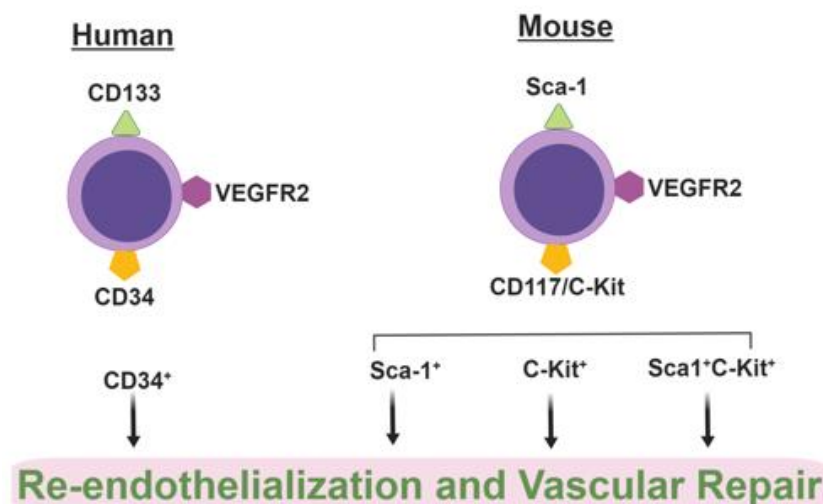 Human
Mouse
CD133
Sca-1
VEGFR2
VEGFR2
CD34
CD117/C-Kit
CD34⁺
Sca-1⁺
C-Kit⁺
Sca1⁺C-Kit⁺
Re-endothelialization and Vascular Repair